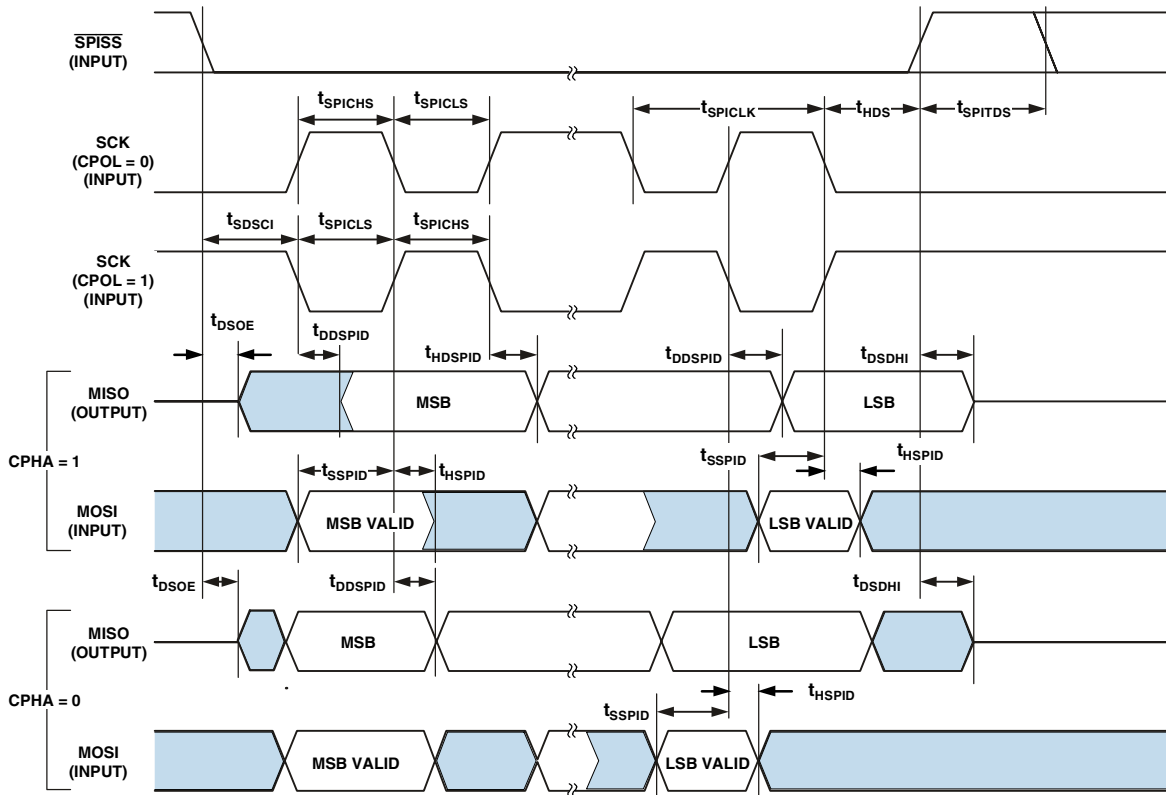 SPISS
(INPUT)
tSPICHS tSPICLS tSPICLK tHDS tSPITDS
SCK
(CPOL = 0)
(INPUT)
tSDSCI tSPICLS tSPICHS
SCK
(CPOL = 1)
(INPUT)
tDSOE tDDSPID tHDSPID tDDSPID tDSDHI
CPHA = 1
MISO
(OUTPUT)
MSB LSB
tSSPID tHSPID tSSPID tHSPID
MOSI
(INPUT)
MSB VALID LSB VALID
tDSOE tDDSPID tDSDHI
CPHA = 0
MISO
(OUTPUT)
MSB LSB
tSSPID tHSPID
MOSI
(INPUT)
MSB VALID LSB VALID